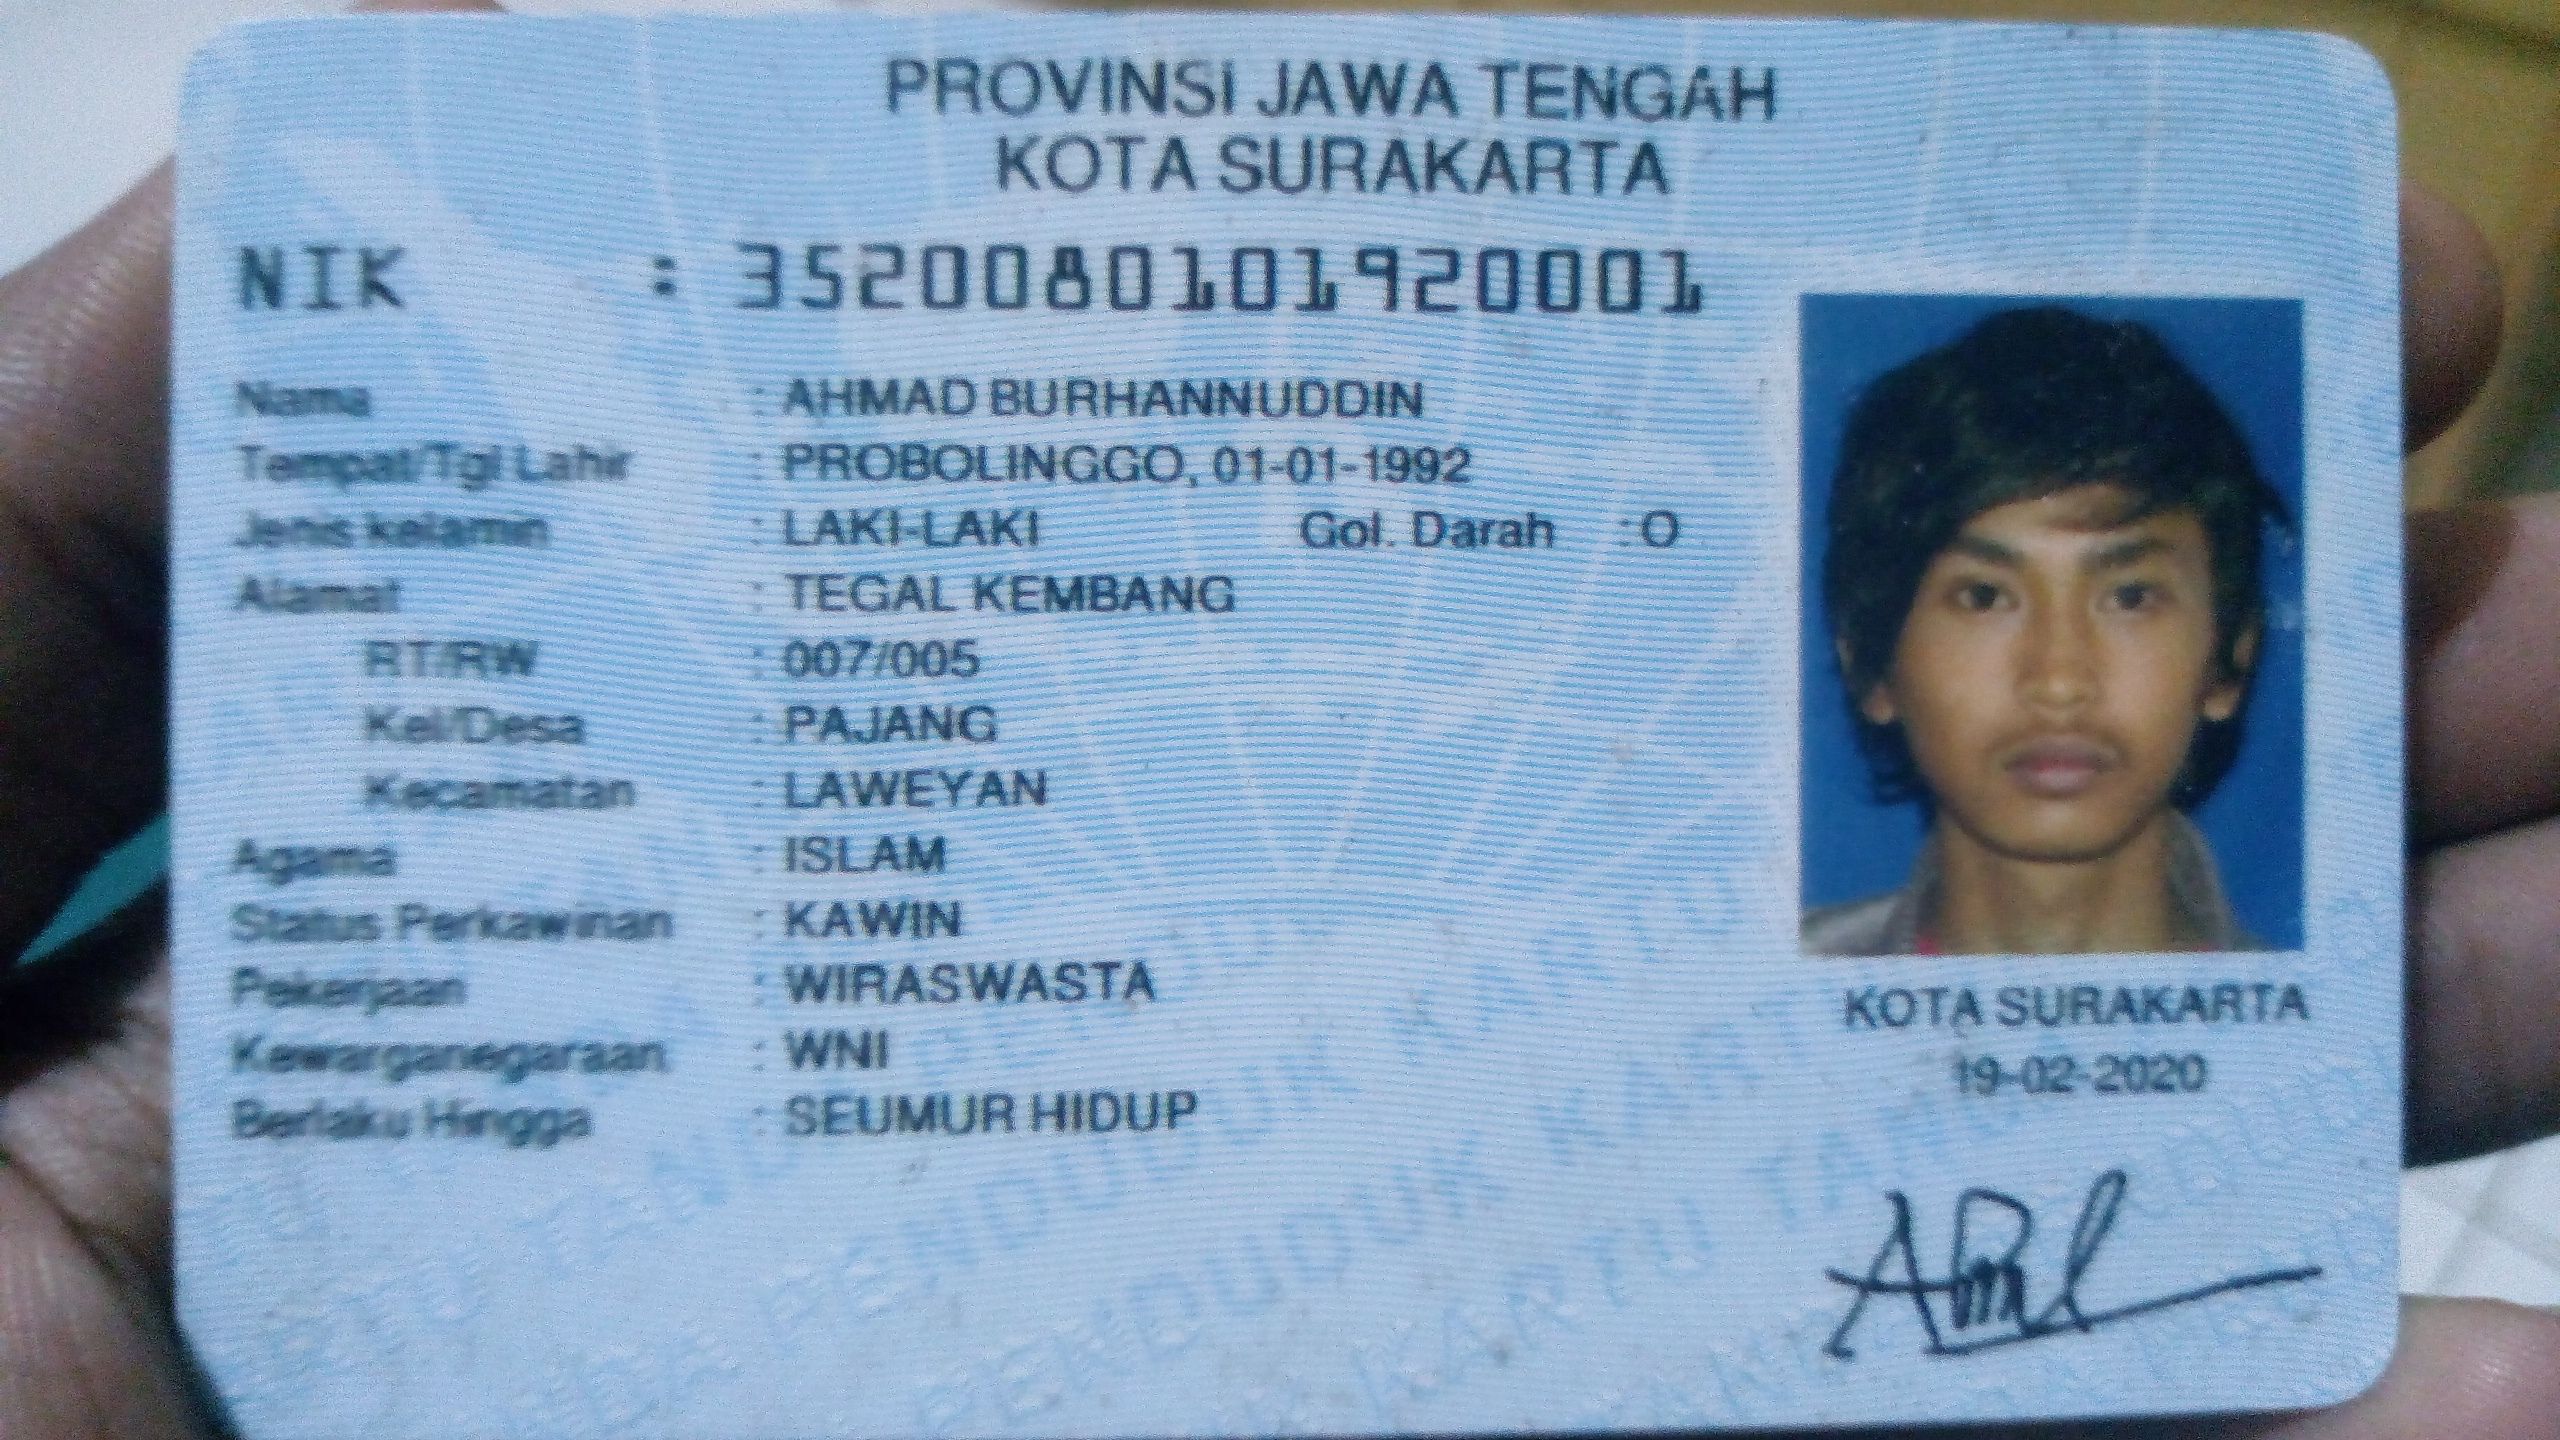 PROVINSI JAWA TENGAH
KOTA SURAKARTA
NIK : 3520080101920001
Nama : AHMAD BURHANNUDDIN
Tempat/Tgl Lahir : PROBOLINGGO, 01-01-1992
Jenis kelamin : LAKI-LAKI Gol. Darah : O
Alamat : TEGAL KEMBANG
RT/RW : 007/005
Kel/Desa : PAJANG
Kecamatan : LAWEYAN
Agama : ISLAM
Status Perkawinan : KAWIN
Pekerjaan : WIRASWASTA
Kewarganegaraan : WNI
Berlaku Hingga : SEUMUR HIDUP
KOTA SURAKARTA
19-02-2020